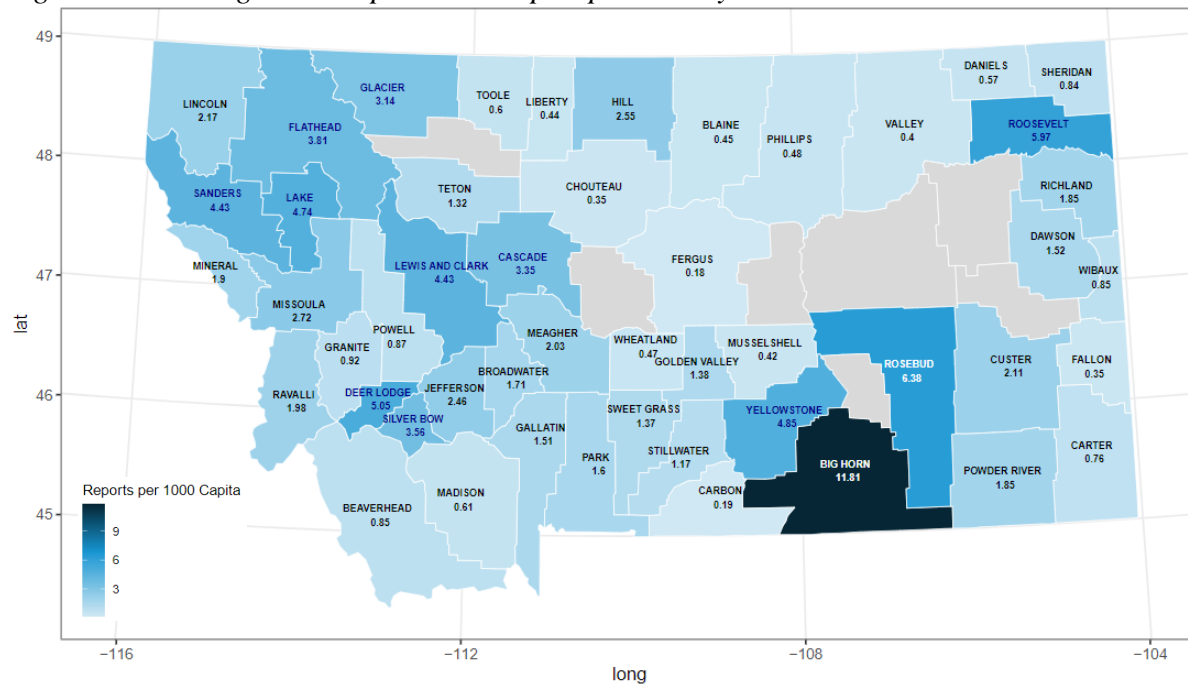 49
48
47
46
45
lat
LINCOLN
2.17
FLATHEAD
3.81
GLACIER
3.14
TOOLE
0.6
LIBERTY
0.44
HILL
2.55
BLAINE
0.45
PHILLIPS
0.48
VALLEY
0.4
DANIELS
0.57
SHERIDAN
0.84
ROOSEVELT
5.97
SANDERS
4.43
LAKE
4.74
TETON
1.32
CHOUTEAU
0.35
RICHLAND
1.85
DAWSON
1.52
WIBAUX
0.85
MINERAL
1.9
MISSOULA
2.72
LEWIS AND CLARK
4.43
CASCADE
3.35
FERGUS
0.18
POWELL
0.87
GRANITE
0.92
MEAGHER
2.03
WHEATLAND
0.47
GOLDEN VALLEY
1.38
MUSSELSHELL
0.42
ROSEBUD
6.38
CUSTER
2.11
FALLON
0.35
RAVALLI
1.98
DEER LODGE
5.05
SILVER BOW
3.56
JEFFERSON
2.46
BROADWATER
1.71
GALLATIN
1.51
PARK
1.6
SWEET GRASS
1.37
STILLWATER
1.17
YELLOWSTONE
4.85
BIG HORN
11.81
POWDER RIVER
1.85
CARTER
0.76
CARBON
0.19
BEAVERHEAD
0.85
MADISON
0.61
Reports per 1000 Capita
9
6
3
−116
−112
−108
−104
long